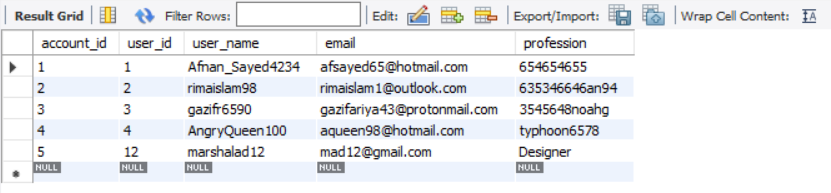 Result Grid Filter Rows: Edit: Export/Import: Wrap Cell Content: IA
account_id user_id user_name email profession
1 1 Afnan_Sayed4234 afsayed65@hotmail.com 654654655
2 2 rimaislam98 rimaislam1@outlook.com 635346646an94
3 3 gazifr6590 gazifariya43@protonmail.com 3545648noahg
4 4 AngryQueen100 aqueen98@hotmail.com typhoon6578
5 12 marshalad12 mad12@gmail.com Designer
NULL NULL NULL NULL NULL